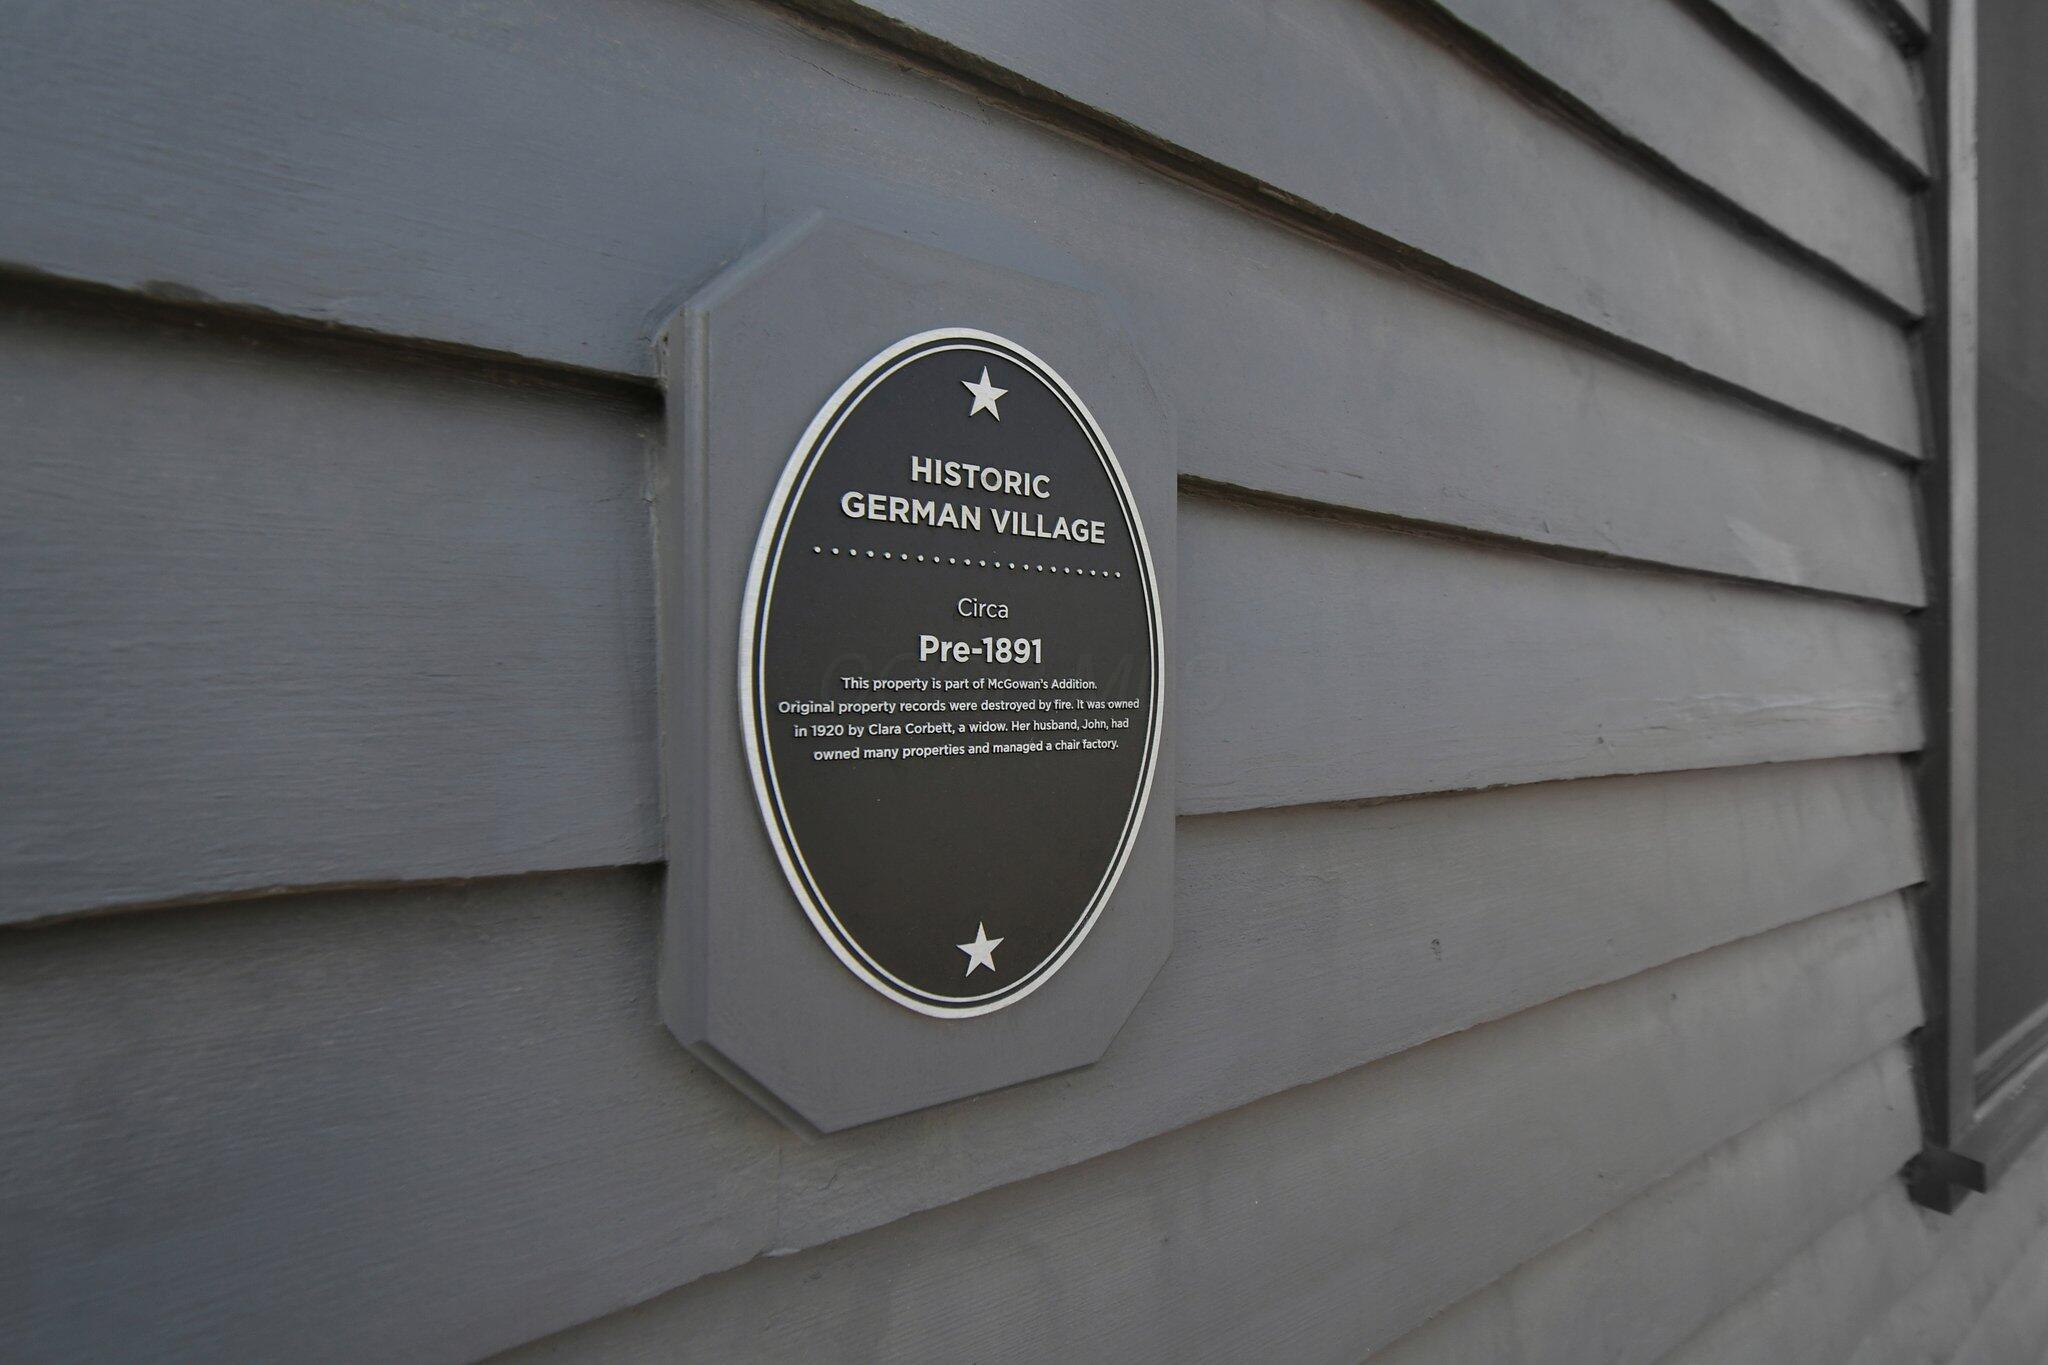 HISTORIC
GERMAN VILLAGE
Circa
Pre-1891
This property is part of McGowan's Addition.
Original property records were destroyed by fire. It was owned
in 1920 by Clara Corbett, a widow. Her husband, John, had
owned many properties and managed a chair factory.